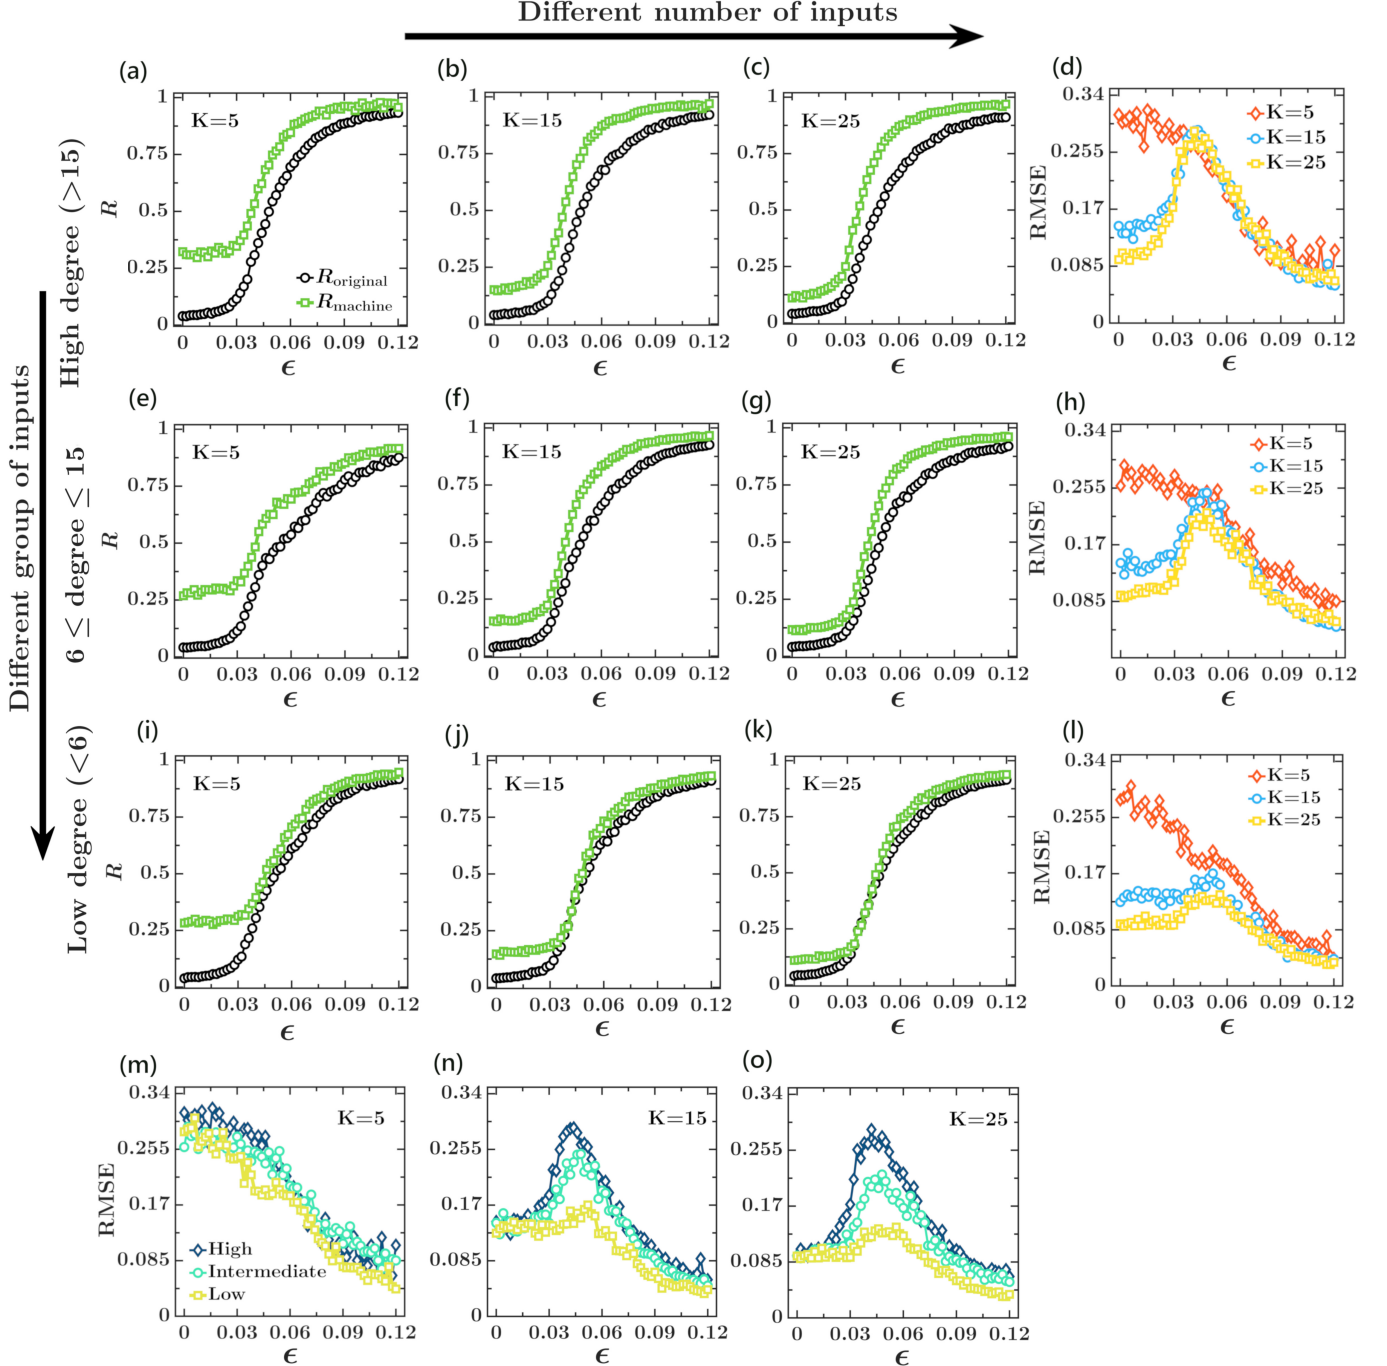 Different number of inputs
Different group of inputs
High degree (>15)
6 ≤ degree ≤ 15
Low degree (<6)
(a)
K=5
R
1
0.75
0.5
0.25
0
0 0.03 0.06 0.09 0.12
ϵ
R_original
R_machine
(b)
K=15
1
0.75
0.5
0.25
0
0 0.03 0.06 0.09 0.12
ϵ
(c)
K=25
1
0.75
0.5
0.25
0
0 0.03 0.06 0.09 0.12
ϵ
(d)
RMSE
0.34
0.255
0.17
0.085
0
0 0.03 0.06 0.09 0.12
ϵ
K=5
K=15
K=25
(e)
K=5
R
1
0.75
0.5
0.25
0
0 0.03 0.06 0.09 0.12
ϵ
(f)
K=15
1
0.75
0.5
0.25
0
0 0.03 0.06 0.09 0.12
ϵ
(g)
K=25
1
0.75
0.5
0.25
0
0 0.03 0.06 0.09 0.12
ϵ
(h)
RMSE
0.34
0.255
0.17
0.085
0 0.03 0.06 0.09 0.12
ϵ
K=5
K=15
K=25
(i)
K=5
R
1
0.75
0.5
0.25
0
0 0.03 0.06 0.09 0.12
ϵ
(j)
K=15
1
0.75
0.5
0.25
0
0 0.03 0.06 0.09 0.12
ϵ
(k)
K=25
1
0.75
0.5
0.25
0
0 0.03 0.06 0.09 0.12
ϵ
(l)
RMSE
0.34
0.255
0.17
0.085
0
0 0.03 0.06 0.09 0.12
ϵ
K=5
K=15
K=25
(m)
K=5
RMSE
0.34
0.255
0.17
0.085
0
0 0.03 0.06 0.09 0.12
ϵ
High
Intermediate
Low
(n)
K=15
0.34
0.255
0.17
0.085
0
0 0.03 0.06 0.09 0.12
ϵ
(o)
K=25
0.34
0.255
0.17
0.085
0
0 0.03 0.06 0.09 0.12
ϵ